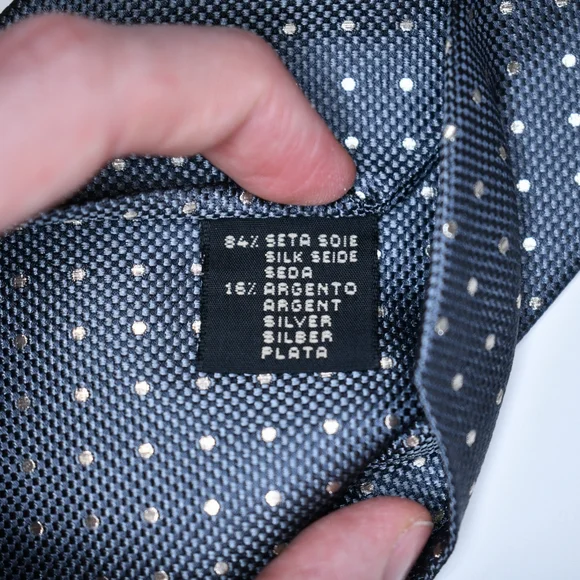 84% SETA SOIE
SILK SEIDE
SEDA
16% ARGENTO
ARGENT
SILVER
SILBER
PLATA